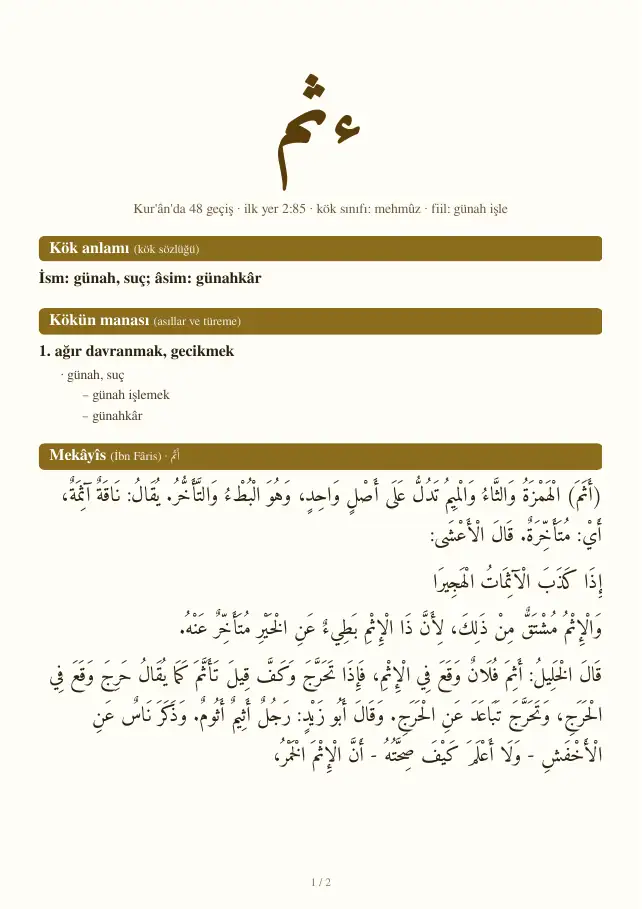 ءثم
Kur'ân'da 48 geçiş · ilk yer 2:85 · kök sınıfı: mehmûz · fiil: günah işle
Kök anlamı (kök sözlüğü)
İsm: günah, suç; âsim: günahkâr
Kökün manası (asıllar ve türeme)
1. ağır davranmak, gecikmek
· günah, suç
– günah işlemek
– günahkâr
Mekâyîs (İbn Fâris) · أَثَمَ
(أَثَمَ) الْهَمْزَةُ وَالثَّاءُ وَالْمِيمُ تَدُلُّ عَلَى أَصْلٍ وَاحِدٍ، وَهُوَ الْبُطْءُ وَالتَّأَخُّرُ. يُقَالُ: نَاقَةٌ آثِمَةٌ،
أَيْ: مُتَأَخِّرَةٌ. قَالَ الْأَعْشَى:
إِذَا كَذَبَ الْآثِمَاتُ الْهَجِيرَا
وَالْإِثْمُ مُشْتَقٌّ مِنْ ذَلِكَ، لِأَنَّ ذَا الْإِثْمِ بَطِيءٌ عَنِ الْخَيْرِ مُتَأَخِّرٌ عَنْهُ.
قَالَ الْخَلِيلُ: أَثِمَ فُلَانٌ وَقَعَ فِي الْإِثْمِ، فَإِذَا تَحَرَّجَ وَكَفَّ قِيلَ تَأَثَّمَ كَمَا يُقَالُ حَرِجَ وَقَعَ فِي
الْحَرَجِ، وَتَحَرَّجَ تَبَاعَدَ عَنِ الْحَرَجِ. وَقَالَ أَبُو زَيْدٍ: رَجُلٌ أَثِيمٌ أَثُومٌ. وَذَكَرَ نَاسٌ عَنِ
الْأَخْفَشِ - وَلَا أَعْلَمَ كَيْفَ صِحَّتُهُ - أَنَّ الْإِثْمَ الْخَمْرُ،
1 / 2